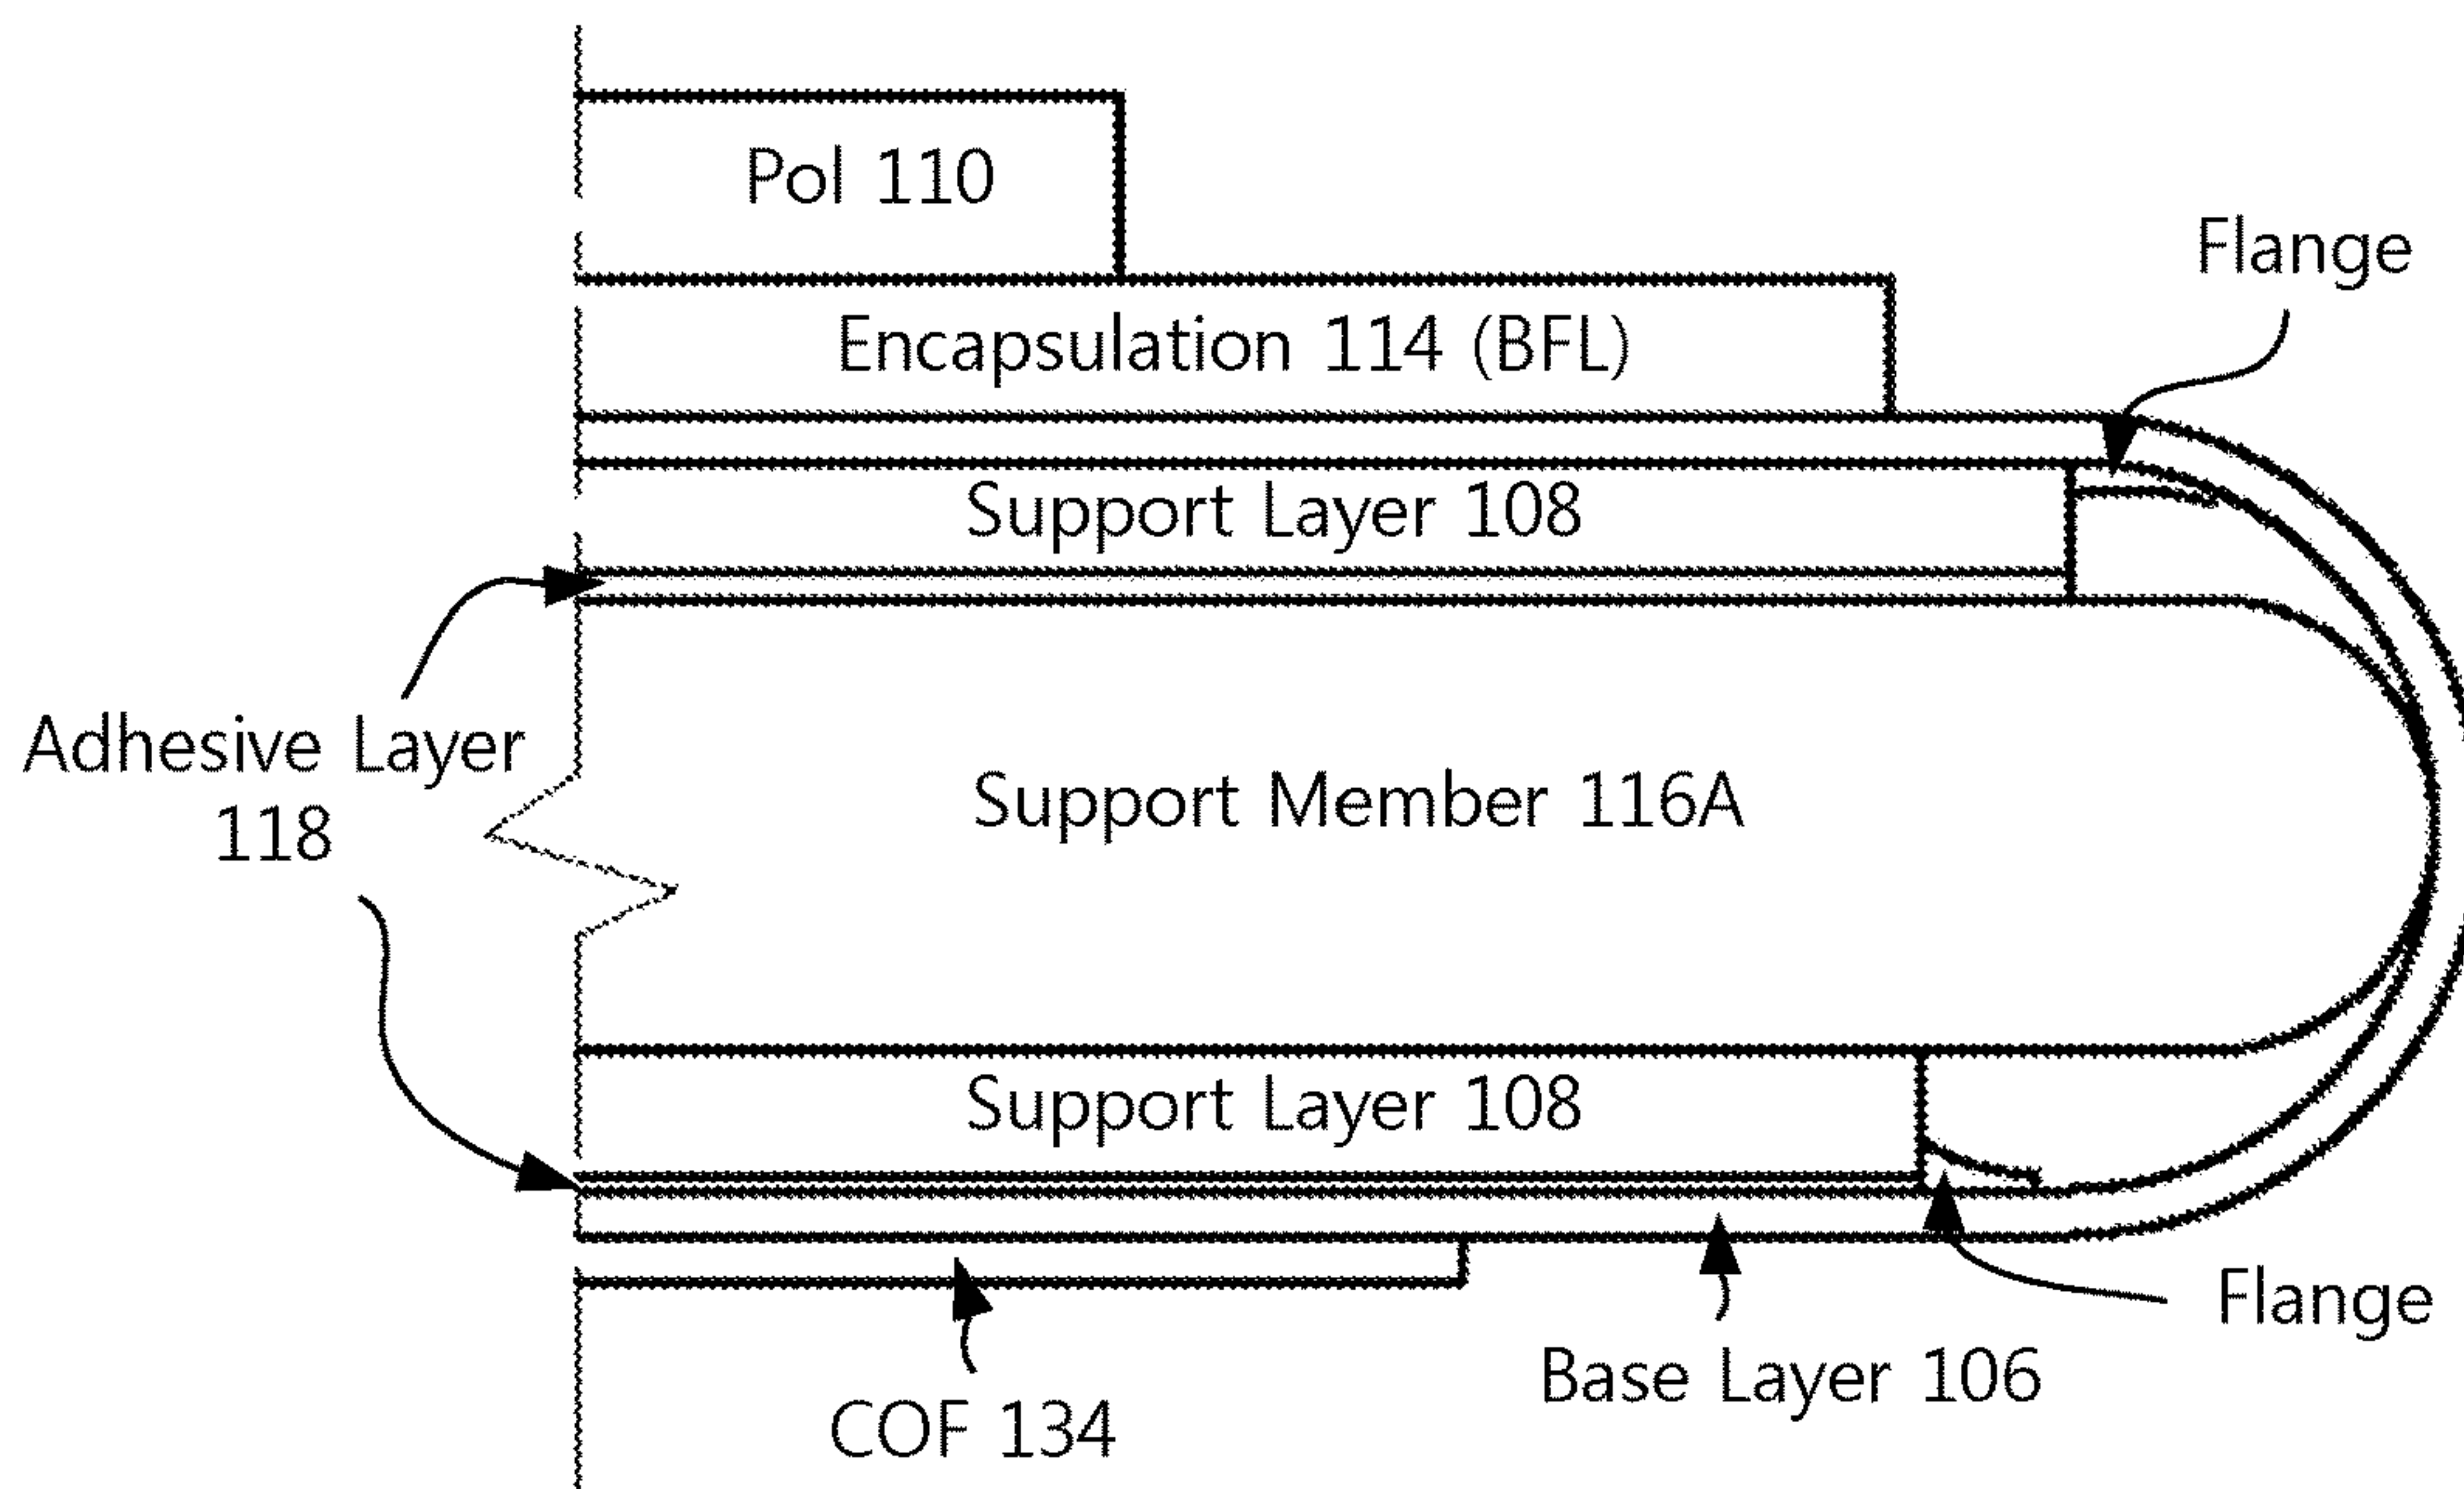 Pol 110
Flange
Encapsulation 114 (BFL)
Support Layer 108
Adhesive Layer
118
Support Member 116A
Support Layer 108
Flange
Base Layer 106
COF 134